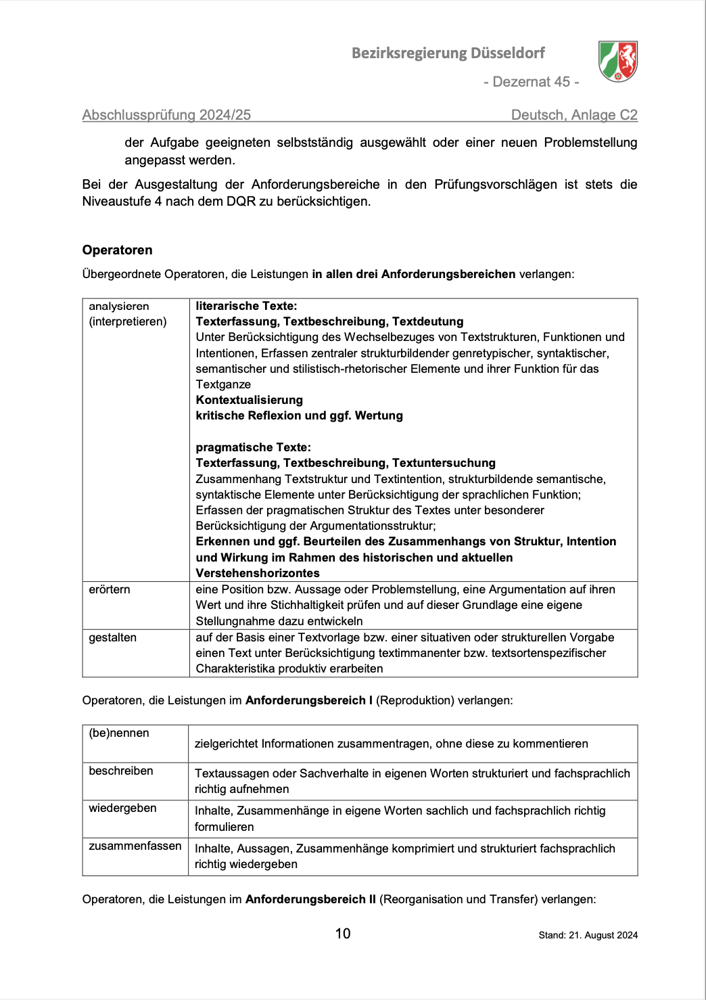 Bezirksregierung Düsseldorf
- Dezernat 45 -
Abschlussprüfung 2024/25 Deutsch, Anlage C2
der Aufgabe geeigneten selbstständig ausgewählt oder einer neuen Problemstellung
angepasst werden.
Bei der Ausgestaltung der Anforderungsbereiche in den Prüfungsvorschlägen ist stets die
Niveaustufe 4 nach dem DQR zu berücksichtigen.
Operatoren
Übergeordnete Operatoren, die Leistungen in allen drei Anforderungsbereichen verlangen:
analysieren
(interpretieren)
literarische Texte:
Texterfassung, Textbeschreibung, Textdeutung
Unter Berücksichtigung des Wechselbezuges von Textstrukturen, Funktionen und
Intentionen, Erfassen zentraler strukturbildender genretypischer, syntaktischer,
semantischer und stilistisch-rhetorischer Elemente und ihrer Funktion für das
Textganze
Kontextualisierung
kritische Reflexion und ggf. Wertung
pragmatische Texte:
Texterfassung, Textbeschreibung, Textuntersuchung
Zusammenhang Textstruktur und Textintention, strukturbildende semantische,
syntaktische Elemente unter Berücksichtigung der sprachlichen Funktion;
Erfassen der pragmatischen Struktur des Textes unter besonderer
Berücksichtigung der Argumentationsstruktur;
Erkennen und ggf. Beurteilen des Zusammenhangs von Struktur, Intention
und Wirkung im Rahmen des historischen und aktuellen
Verstehenshorizontes
erörtern
eine Position bzw. Aussage oder Problemstellung, eine Argumentation auf ihren
Wert und ihre Stichhaltigkeit prüfen und auf dieser Grundlage eine eigene
Stellungnahme dazu entwickeln
gestalten
auf der Basis einer Textvorlage bzw. einer situativen oder strukturellen Vorgabe
einen Text unter Berücksichtigung textimmanenter bzw. textsortenspezifischer
Charakteristika produktiv erarbeiten
Operatoren, die Leistungen im Anforderungsbereich I (Reproduktion) verlangen:
(be)nennen
zielgerichtet Informationen zusammentragen, ohne diese zu kommentieren
beschreiben
Textaussagen oder Sachverhalte in eigenen Worten strukturiert und fachsprachlich
richtig aufnehmen
wiedergeben
Inhalte, Zusammenhänge in eigene Worten sachlich und fachsprachlich richtig
formulieren
zusammenfassen
Inhalte, Aussagen, Zusammenhänge komprimiert und strukturiert fachsprachlich
richtig wiedergeben
Operatoren, die Leistungen im Anforderungsbereich II (Reorganisation und Transfer) verlangen:
10
Stand: 21. August 2024